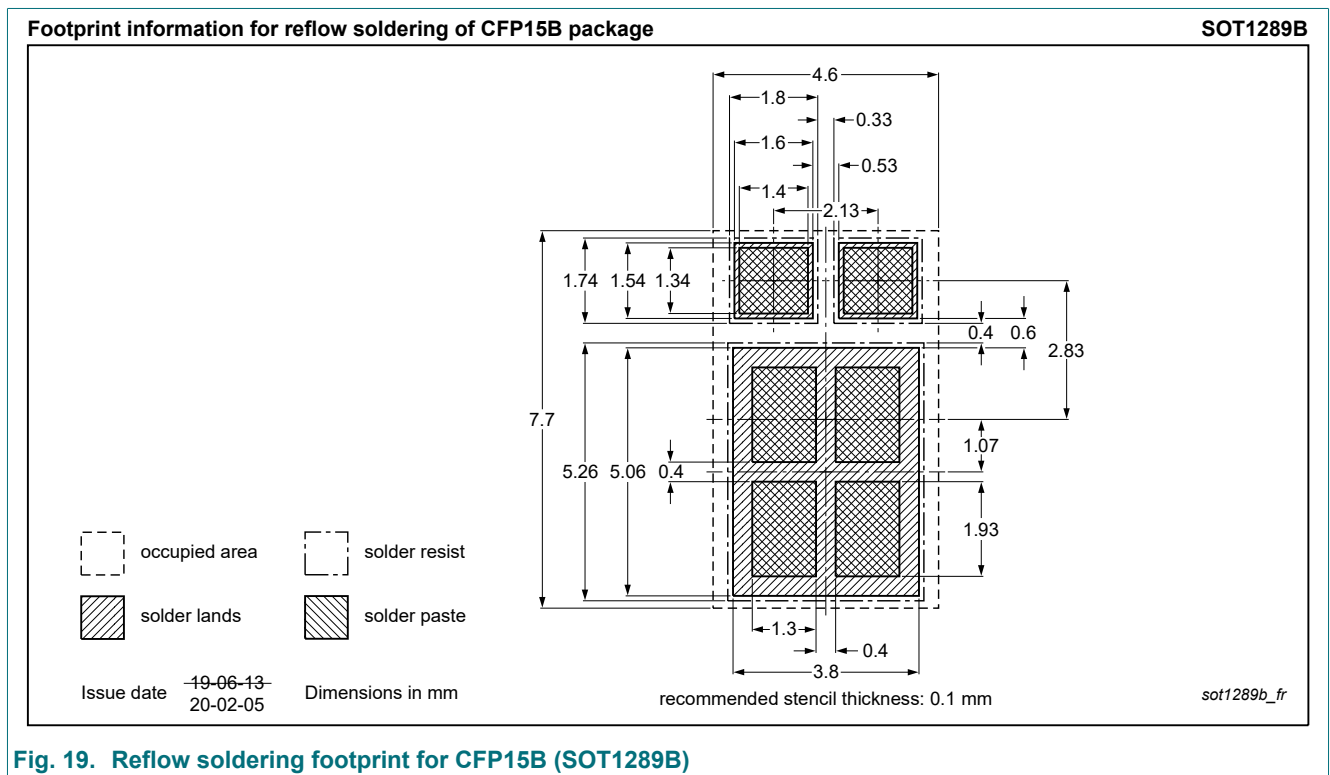 Footprint information for reflow soldering of CFP15B package SOT1289B
4.6
1.8
0.33
1.6
0.53
1.4
2.13
1.74 1.54 1.34
0.4 0.6
2.83
7.7
1.07
5.26 5.06 0.4
1.93
occupied area solder resist
solder lands solder paste
1.3
0.4
3.8
Issue date 19-06-13
20-02-05
Dimensions in mm
recommended stencil thickness: 0.1 mm
sot1289b_fr
Fig. 19. Reflow soldering footprint for CFP15B (SOT1289B)